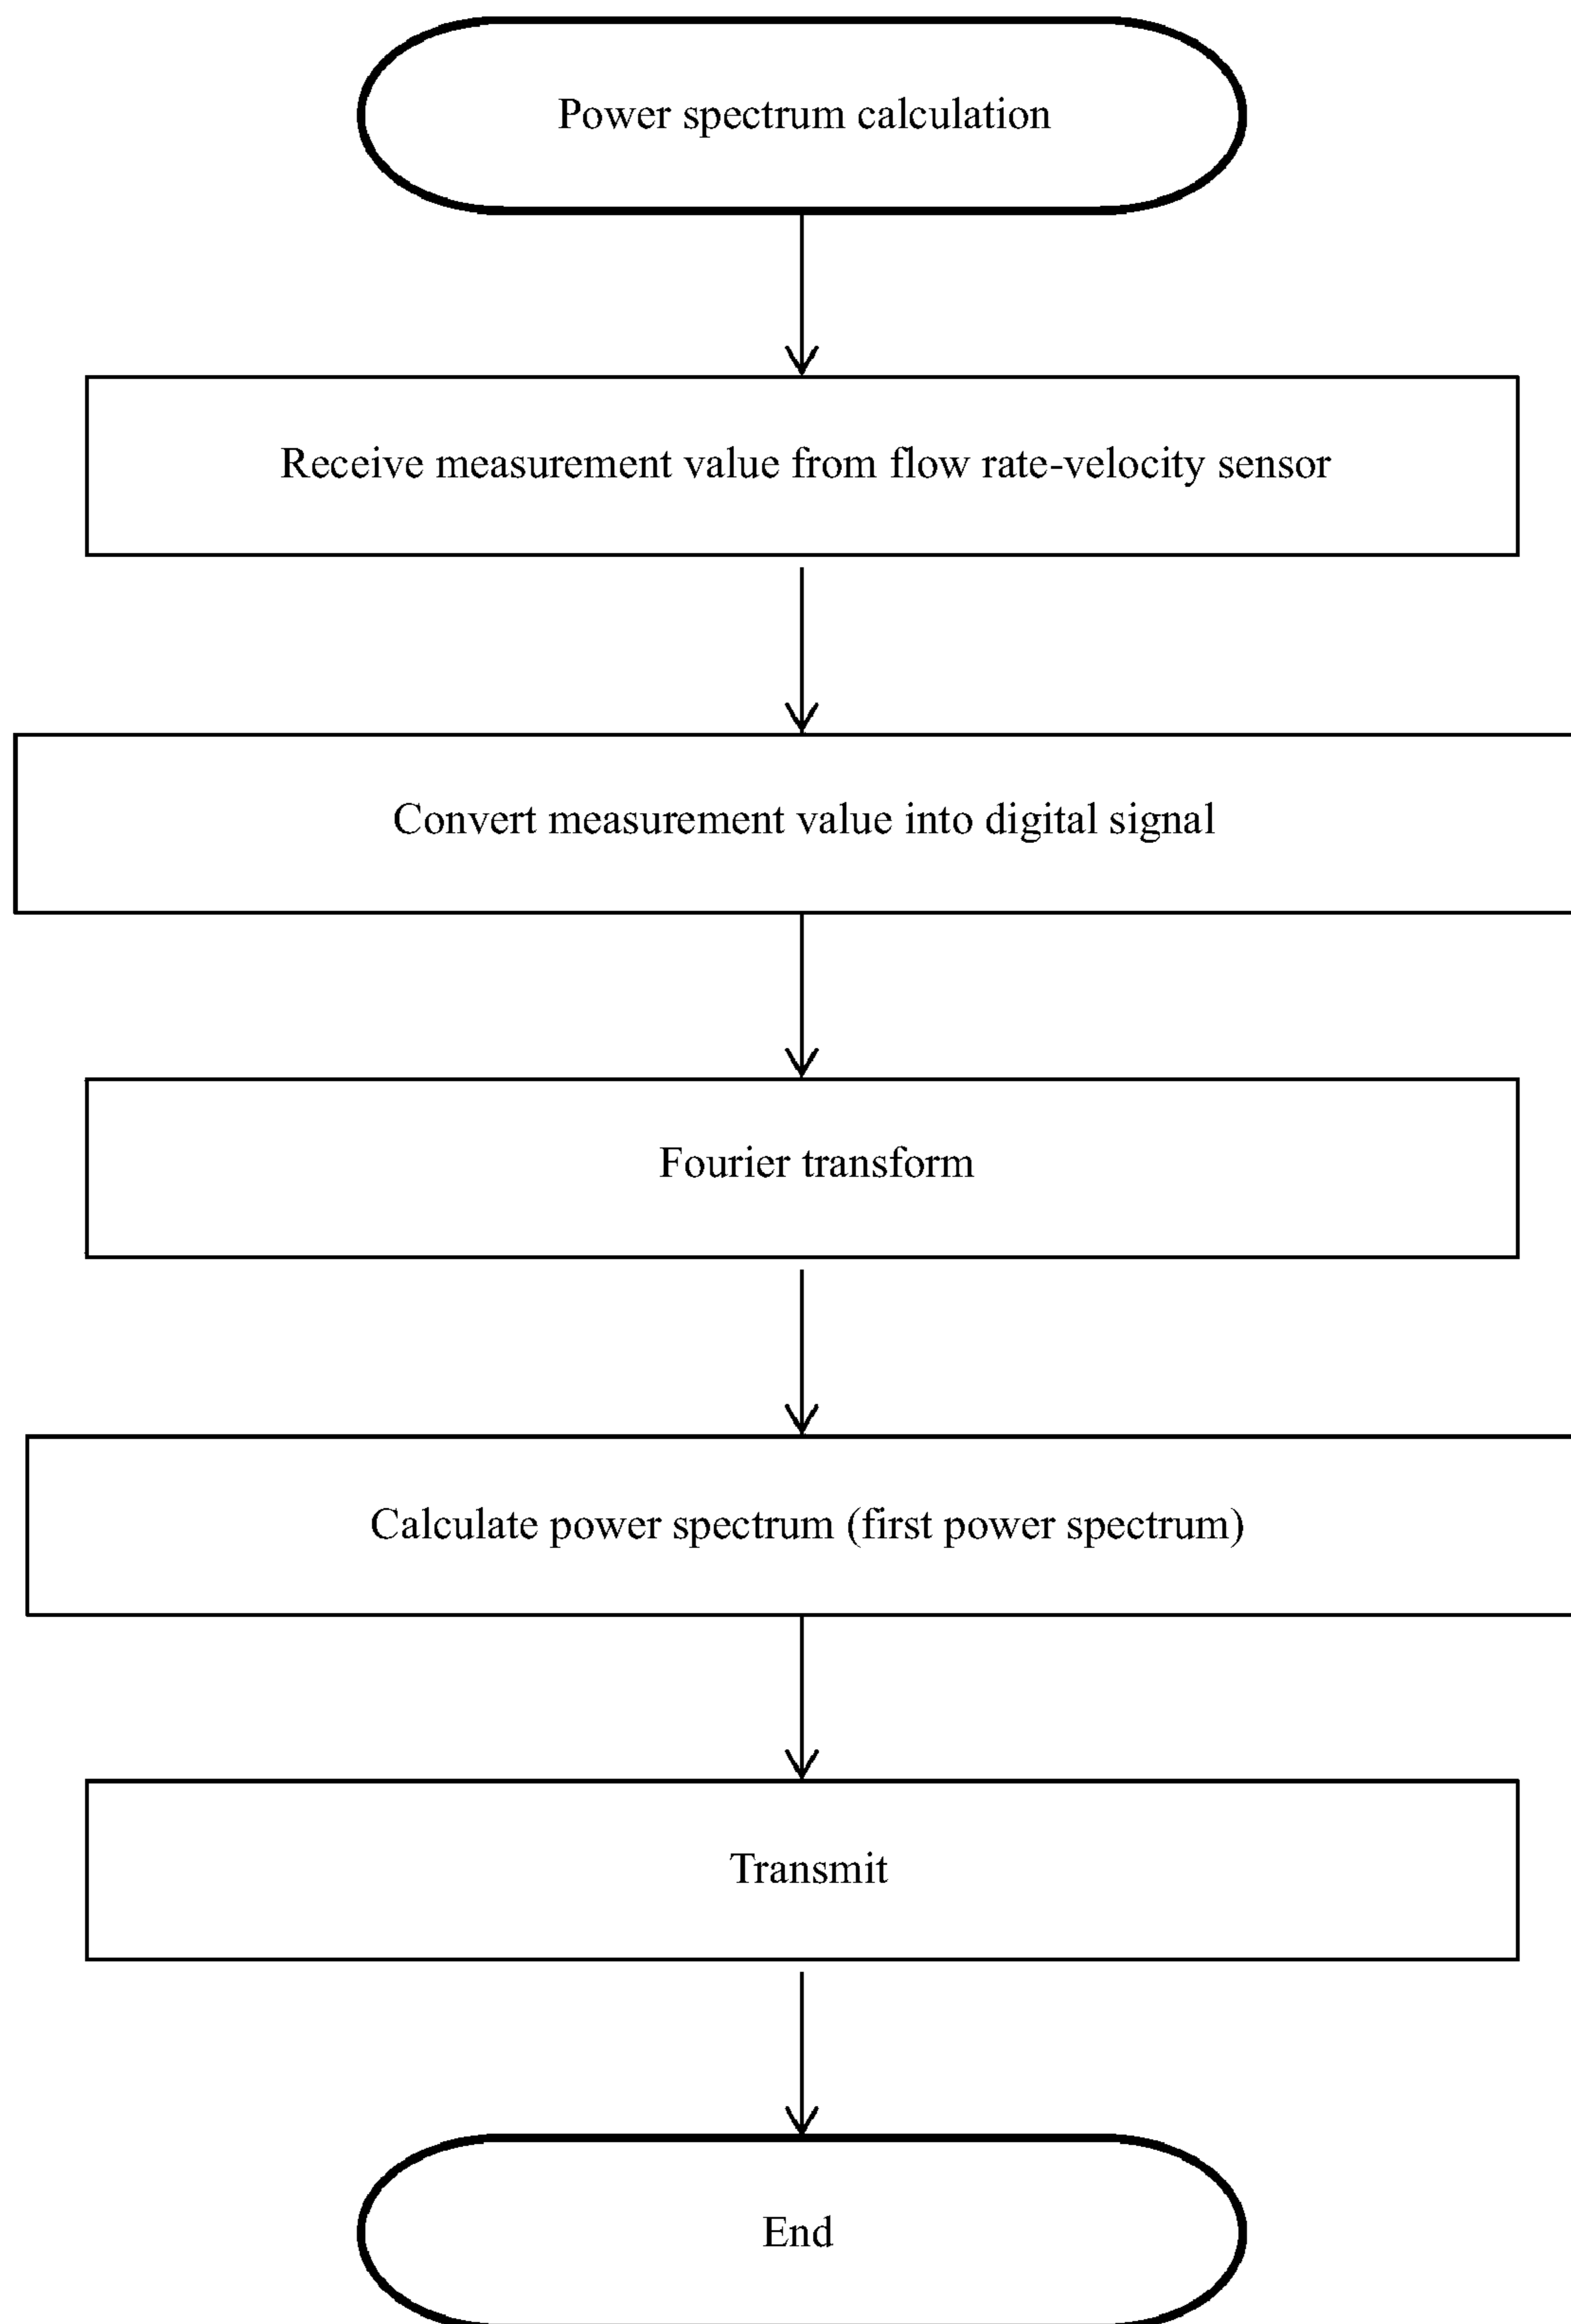 Power spectrum calculation
Receive measurement value from flow rate-velocity sensor
Convert measurement value into digital signal
Fourier transform
Calculate power spectrum (first power spectrum)
Transmit
End